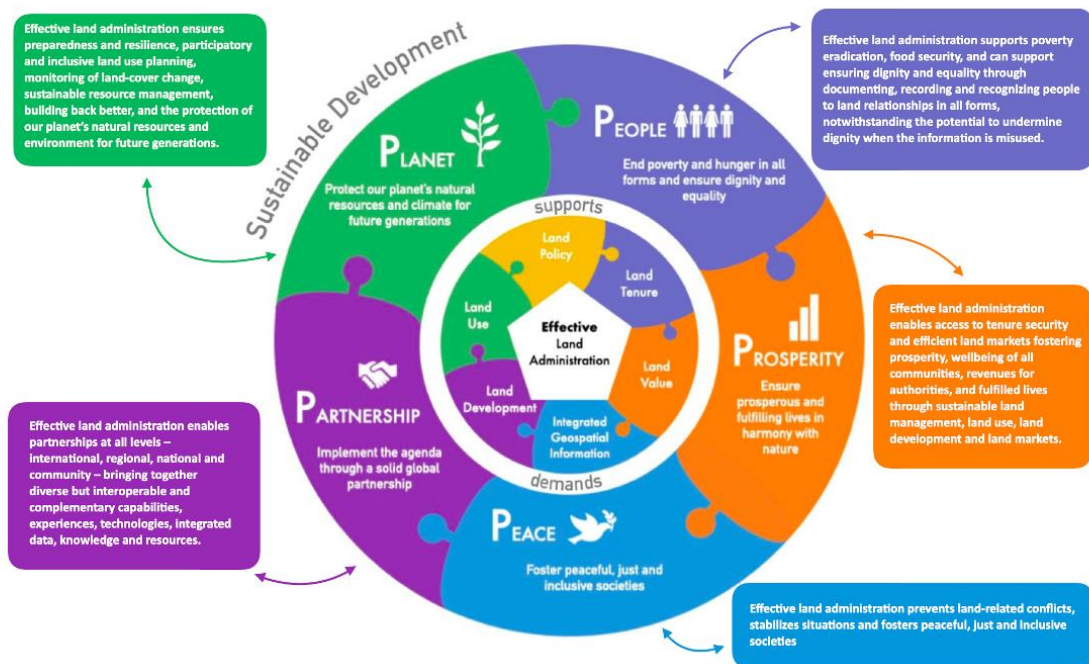 Effective land administration ensures
preparedness and resilience, participatory
and inclusive land use planning,
monitoring of land-cover change,
sustainable resource management,
building back better, and the protection of
our planet's natural resources and
environment for future generations.
Sustainable Development
Effective land administration supports poverty
eradication, food security, and can support
ensuring dignity and equality through
documenting, recording and recognizing people
to land relationships in all forms,
notwithstanding the potential to undermine
dignity when the information is misused.
PLANET
Protect our planet's natural
resources and climate for
future generations
PEOPLE
End poverty and hunger in all
forms and ensure dignity and
equality
supports
Land
Policy
Land
Tenure
Land
Use
Effective
Land
Administration
Land
Value
Land
Development
Integrated
Geospatial
Information
demands
PROSPERITY
Ensure
prosperous and
fulfilling lives in
harmony with
nature
Effective land administration
enables access to tenure security
and efficient land markets fostering
prosperity, wellbeing of all
communities, revenues for
authorities, and fulfilled lives
through sustainable land
management, land use, land
development and land markets.
PARTNERSHIP
Implement the agenda
through a solid global
partnership
Effective land administration enables
partnerships at all levels –
international, regional, national and
community – bringing together
diverse but interoperable and
complementary capabilities,
experiences, technologies, integrated
data, knowledge and resources.
PEACE
Foster peaceful, just and
inclusive societies
Effective land administration prevents land-related conflicts,
stabilizes situations and fosters peaceful, just and inclusive
societies